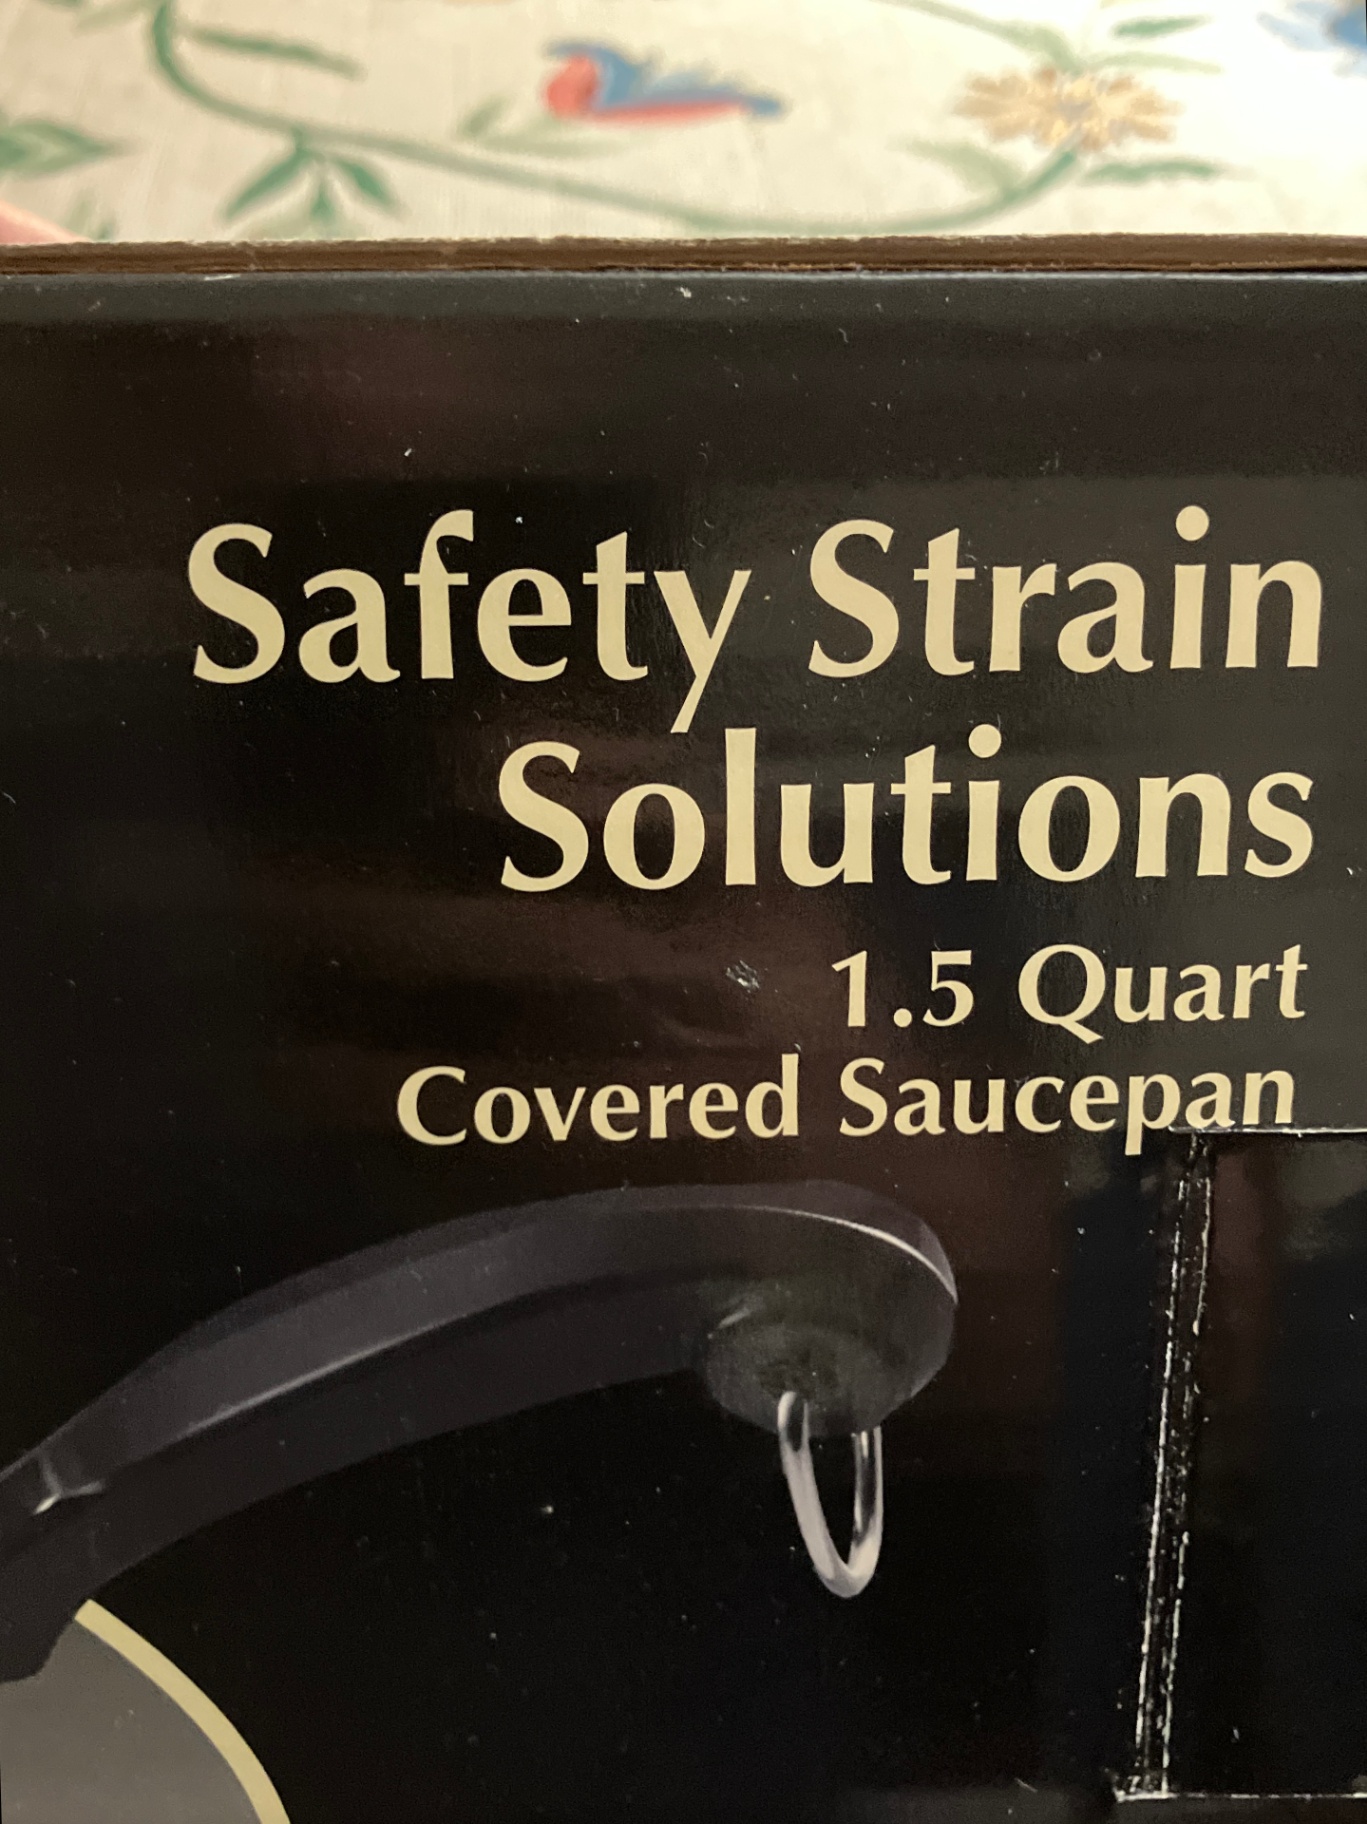 Safety Strain
Solutions
1.5 Quart
Covered Saucepan